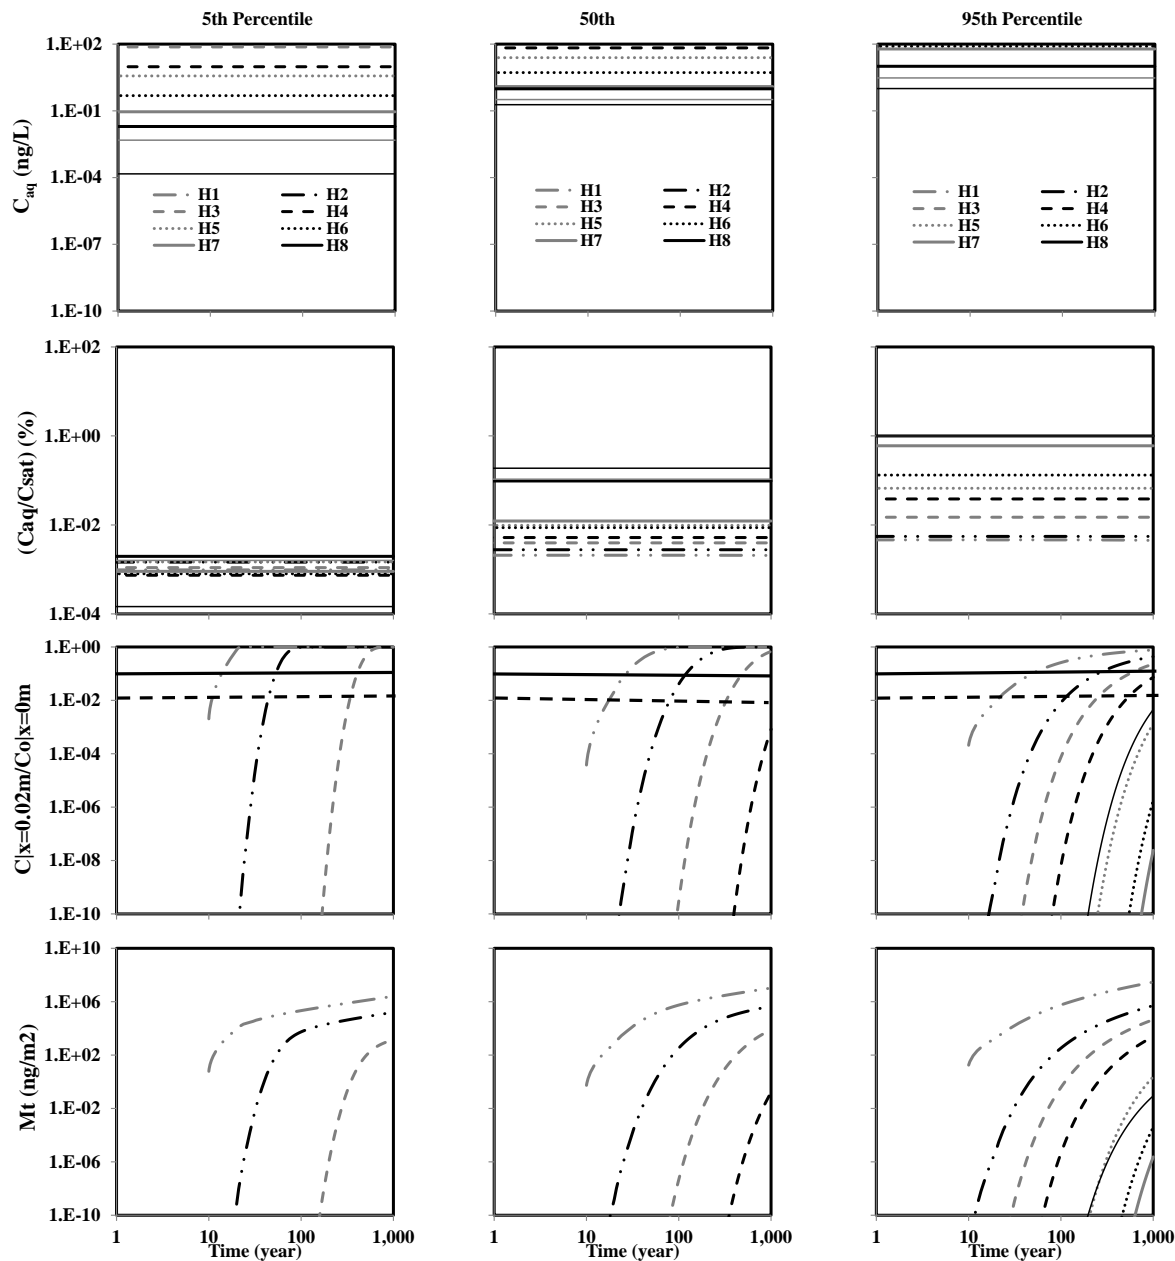 5th Percentile 50th 95th Percentile
Caq (ng/L)
1.E+02
1.E-01
1.E-04
1.E-07
1.E-10
H1 H2
H3 H4
H5 H6
H7 H8
H1 H2
H3 H4
H5 H6
H7 H8
H1 H2
H3 H4
H5 H6
H7 H8
(Caq/Csat) (%)
1.E+02
1.E+00
1.E-02
1.E-04
C|x=0.02m/Co|x=0m
1.E+00
1.E-02
1.E-04
1.E-06
1.E-08
1.E-10
Mt (ng/m2)
1.E+10
1.E+06
1.E+02
1.E-02
1.E-06
1.E-10
1 10 100 1,000
1 10 100 1,000
1 10 100 1,000
Time (year) Time (year) Time (year)